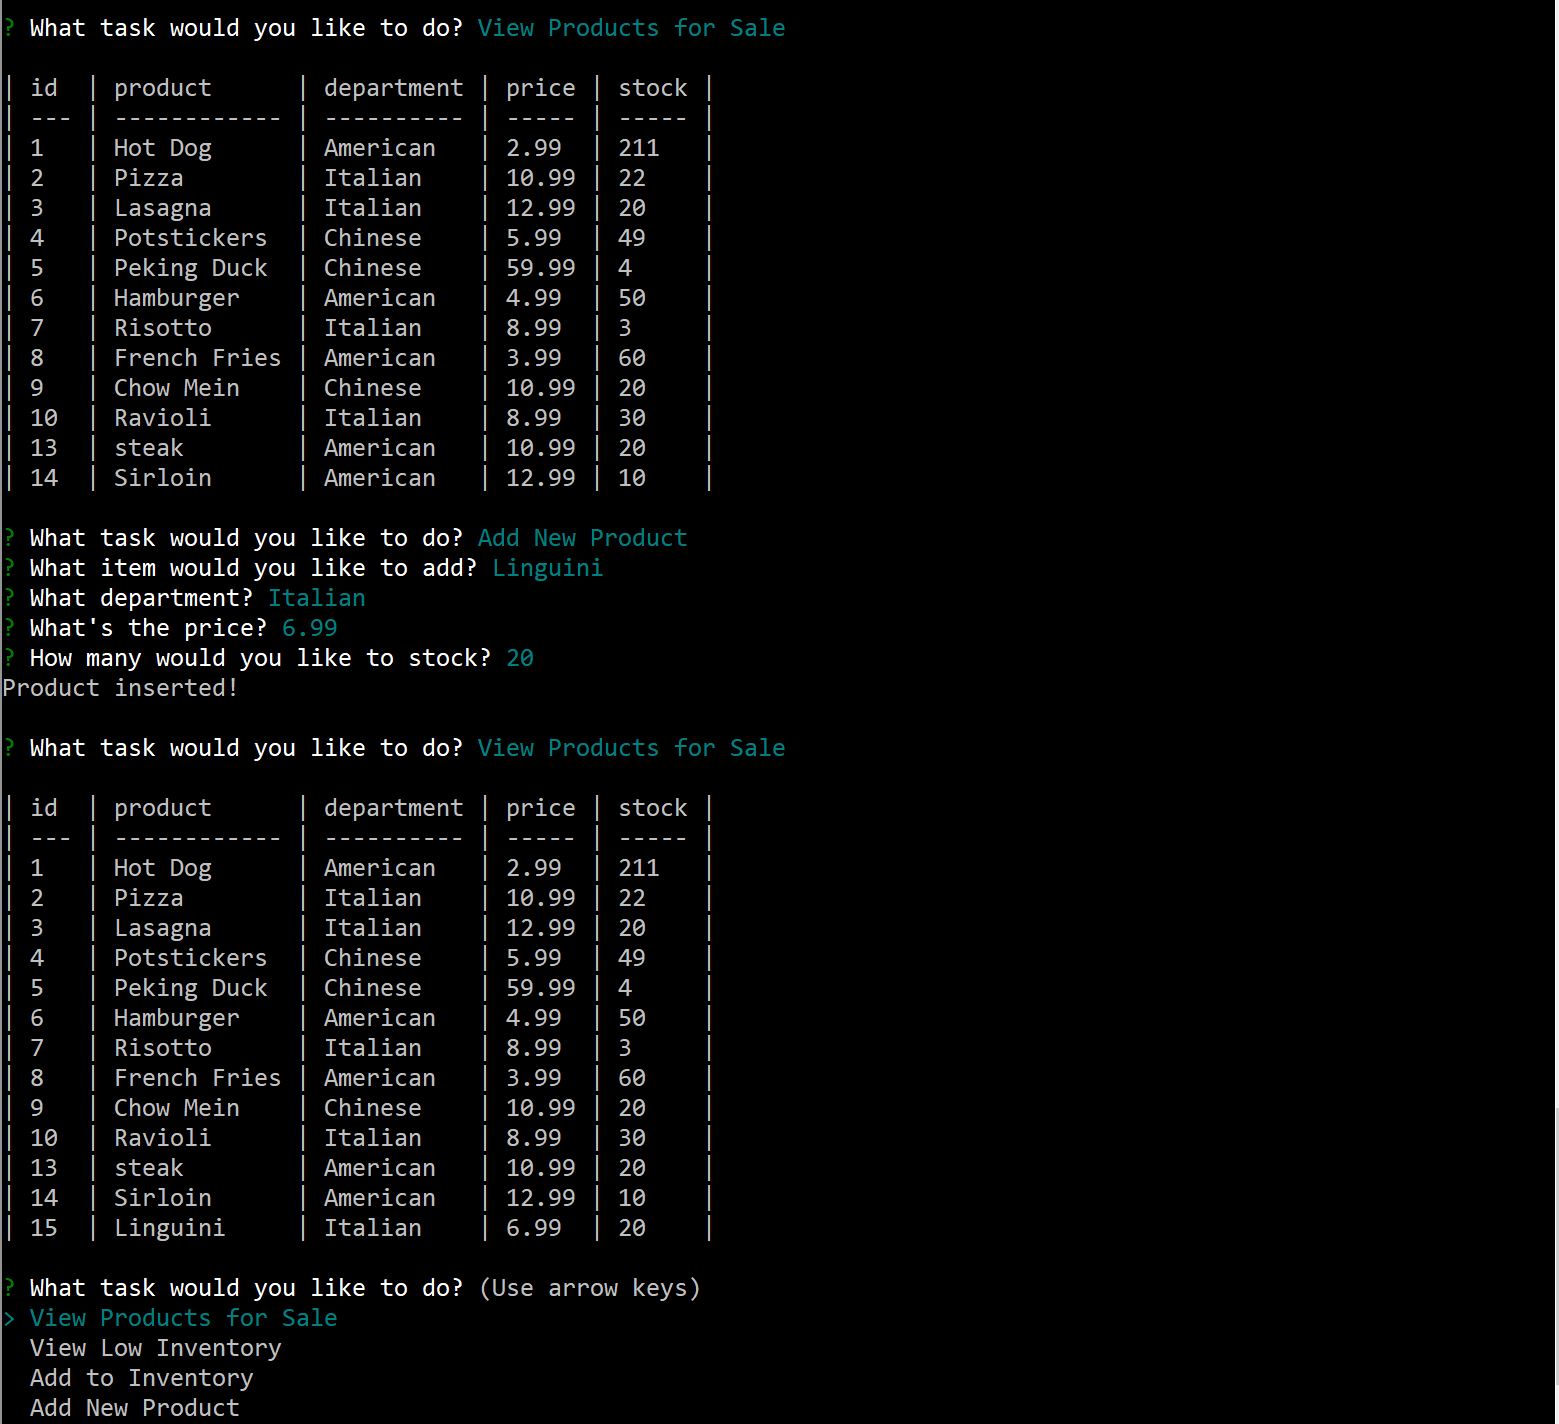 ? What task would you like to do? View Products for Sale
| id  | product      | department | price | stock |
| --- | ------------ | ---------- | ----- | ----- |
| 1   | Hot Dog      | American   | 2.99  | 211   |
| 2   | Pizza        | Italian    | 10.99 | 22    |
| 3   | Lasagna      | Italian    | 12.99 | 20    |
| 4   | Potstickers  | Chinese    | 5.99  | 49    |
| 5   | Peking Duck  | Chinese    | 59.99 | 4     |
| 6   | Hamburger    | American   | 4.99  | 50    |
| 7   | Risotto      | Italian    | 8.99  | 3     |
| 8   | French Fries | American   | 3.99  | 60    |
| 9   | Chow Mein    | Chinese    | 10.99 | 20    |
| 10  | Ravioli      | Italian    | 8.99  | 30    |
| 13  | steak        | American   | 10.99 | 20    |
| 14  | Sirloin      | American   | 12.99 | 10    |
? What task would you like to do? Add New Product
? What item would you like to add? Linguini
? What department? Italian
? What's the price? 6.99
? How many would you like to stock? 20
Product inserted!
? What task would you like to do? View Products for Sale
| id  | product      | department | price | stock |
| --- | ------------ | ---------- | ----- | ----- |
| 1   | Hot Dog      | American   | 2.99  | 211   |
| 2   | Pizza        | Italian    | 10.99 | 22    |
| 3   | Lasagna      | Italian    | 12.99 | 20    |
| 4   | Potstickers  | Chinese    | 5.99  | 49    |
| 5   | Peking Duck  | Chinese    | 59.99 | 4     |
| 6   | Hamburger    | American   | 4.99  | 50    |
| 7   | Risotto      | Italian    | 8.99  | 3     |
| 8   | French Fries | American   | 3.99  | 60    |
| 9   | Chow Mein    | Chinese    | 10.99 | 20    |
| 10  | Ravioli      | Italian    | 8.99  | 30    |
| 13  | steak        | American   | 10.99 | 20    |
| 14  | Sirloin      | American   | 12.99 | 10    |
| 15  | Linguini     | Italian    | 6.99  | 20    |
? What task would you like to do? (Use arrow keys)
> View Products for Sale
  View Low Inventory
  Add to Inventory
  Add New Product